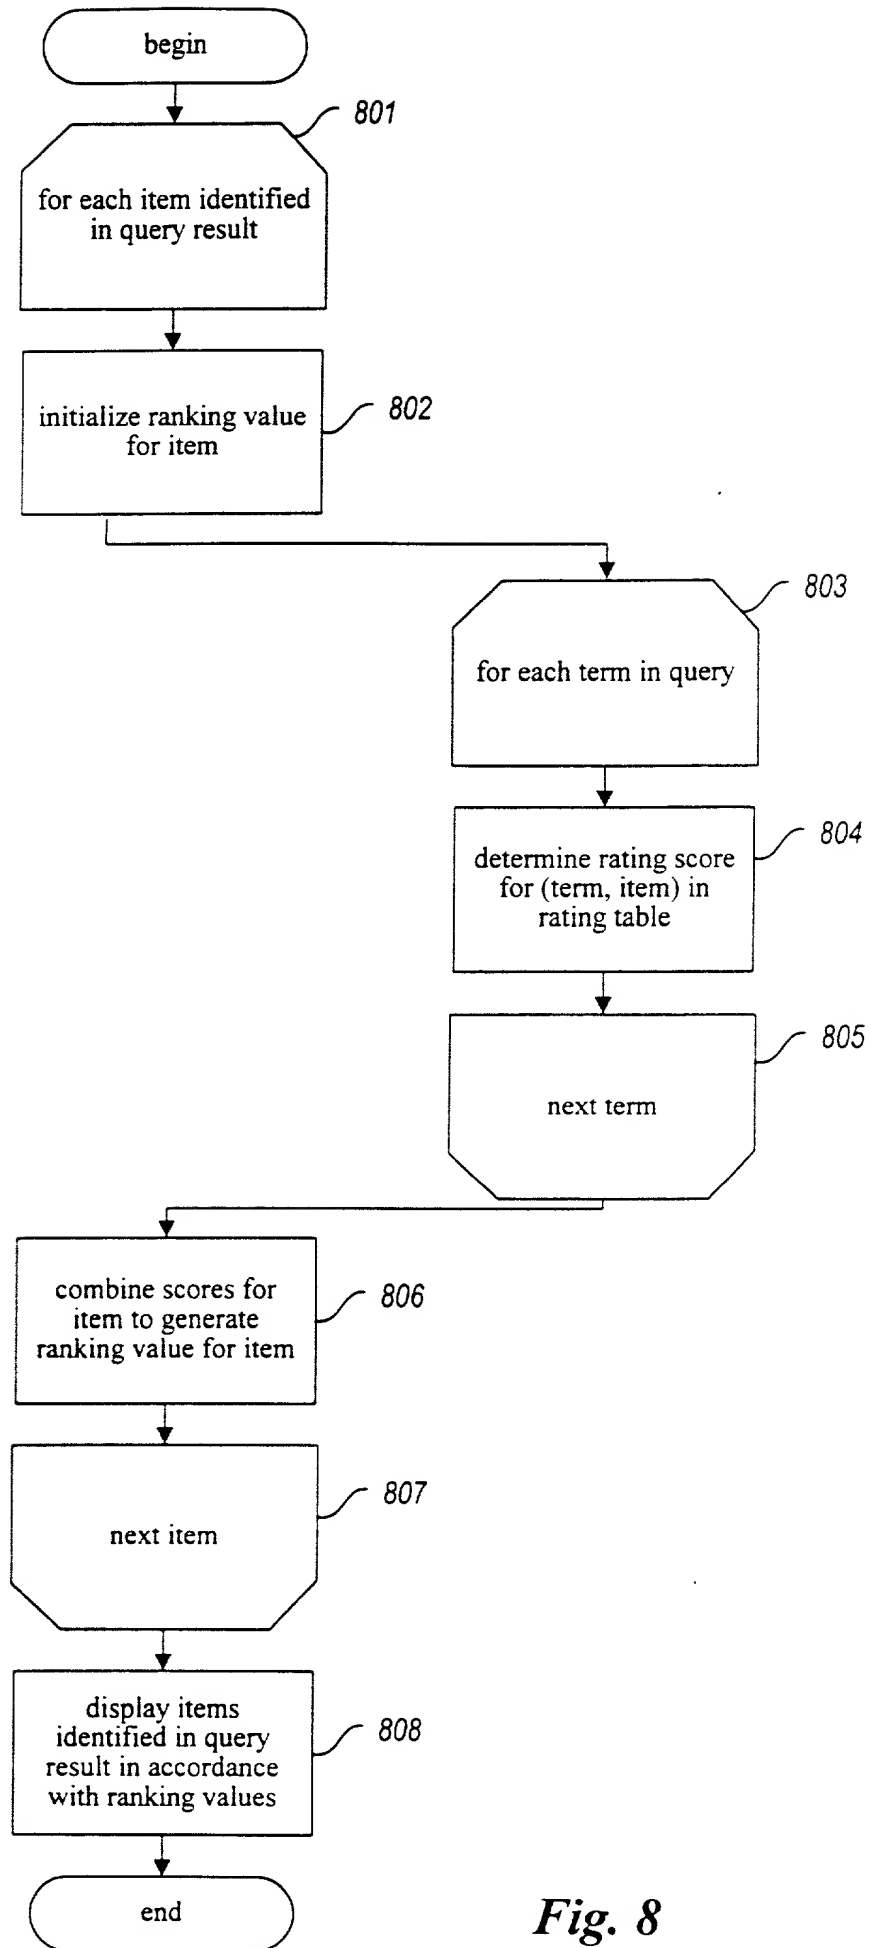 begin
801
for each item identified
in query result
802
initialize ranking value
for item
803
for each term in query
804
determine rating score
for (term, item) in
rating table
805
next term
806
combine scores for
item to generate
ranking value for item
807
next item
808
display items
identified in query
result in accordance
with ranking values
end
Fig. 8